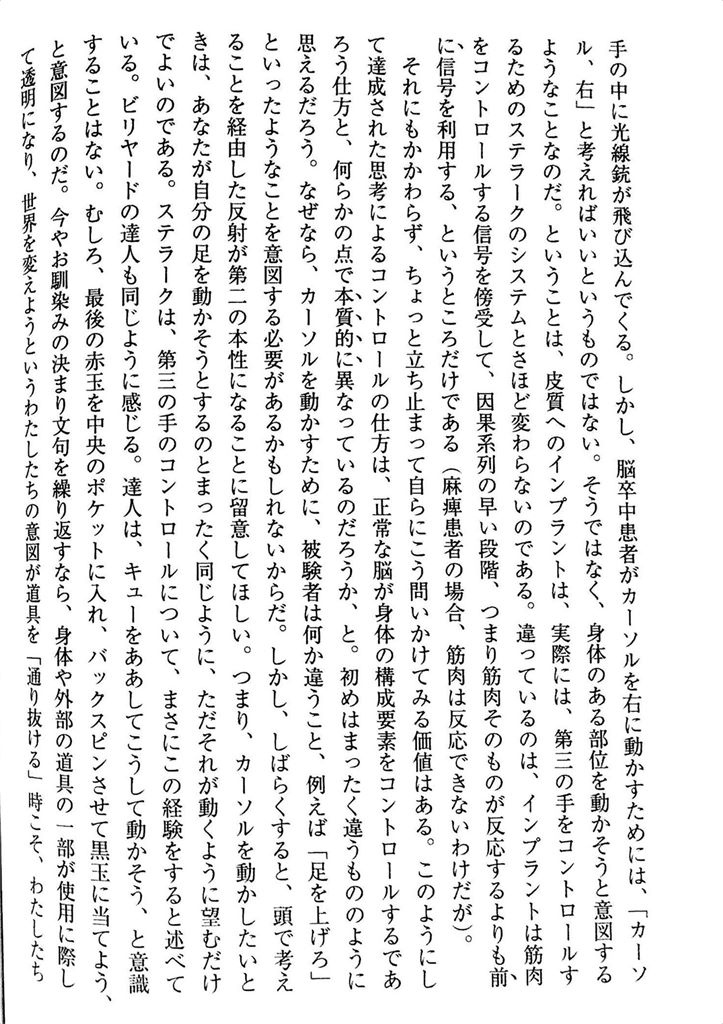 手の中に光線銃が飛び込んでくる。しかし、脳卒中患者がカーソルを右に動かすためには、「カーソ
ル、右」と考えればいいというものではない。そうではなく、身体のある部位を動かそうと意図する
ようなことなのだ。ということは、皮質へのインプラントは、実際には、第三の手をコントロールす
るためのステラークのシステムとさほど変わらないのである。違っているのは、インプラントは筋肉
をコントロールする信号を傍受して、因果系列の早い段階、つまり筋肉そのものが反応するよりも前
に信号を利用する、というところだけである（麻痺患者の場合、筋肉は反応できないわけだが）。
それにもかかわらず、ちょっと立ち止まって自らにこう問いかけてみる価値はある。このようにし
て達成された思考によるコントロールの仕方は、正常な脳が身体の構成要素をコントロールするであ
ろう仕方と、何らかの点で本質的に異なっているのだろうか、と。初めはまったく違うもののように
思えるだろう。なぜなら、カーソルを動かすために、被験者は何か違うこと、例えば「足を上げろ」
といったようなことを意図する必要があるかもしれないからだ。しかし、しばらくすると、頭で考え
ることを経由した反射が第二の本性になることに留意してほしい。つまり、カーソルを動かしたいと
きは、あなたが自分の足を動かそうとするのとまったく同じように、ただそれが動くように望むだけ
でよいのである。ステラークは、第三の手のコントロールについて、まさにこの経験をすると述べて
いる。ビリヤードの達人も同じように感じる。達人は、キューをああしてこうして動かそう、と意識
することはない。むしろ、最後の赤玉を中央のポケットに入れ、バックスピンさせて黒玉に当てよう、
と意図するのだ。今やお馴染みの決まり文句を繰り返すなら、身体や外部の道具の一部が使用に際し
て透明になり、世界を変えようというわたしたちの意図が道具を「通り抜ける」時こそ、わたしたち